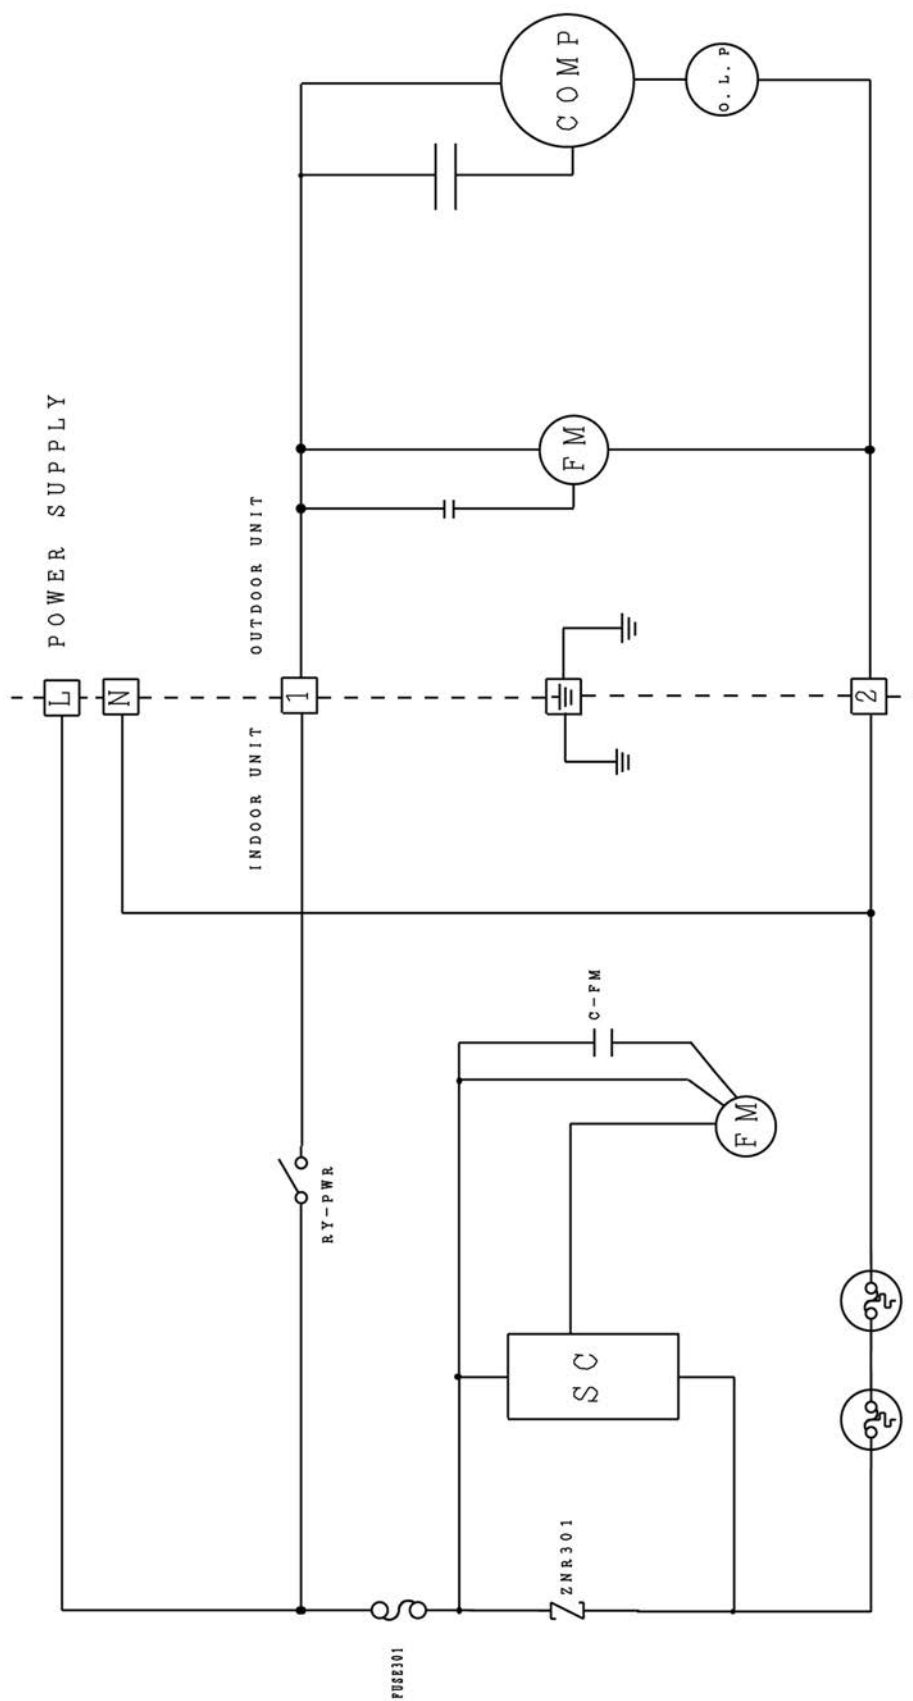 POWER SUPPLY
L
N
OUTDOOR UNIT
INDOOR UNIT
1
2
COMP
O.L.P
FM
C-FM
FM
RY-PWR
SC
ZNR301
FUSE301